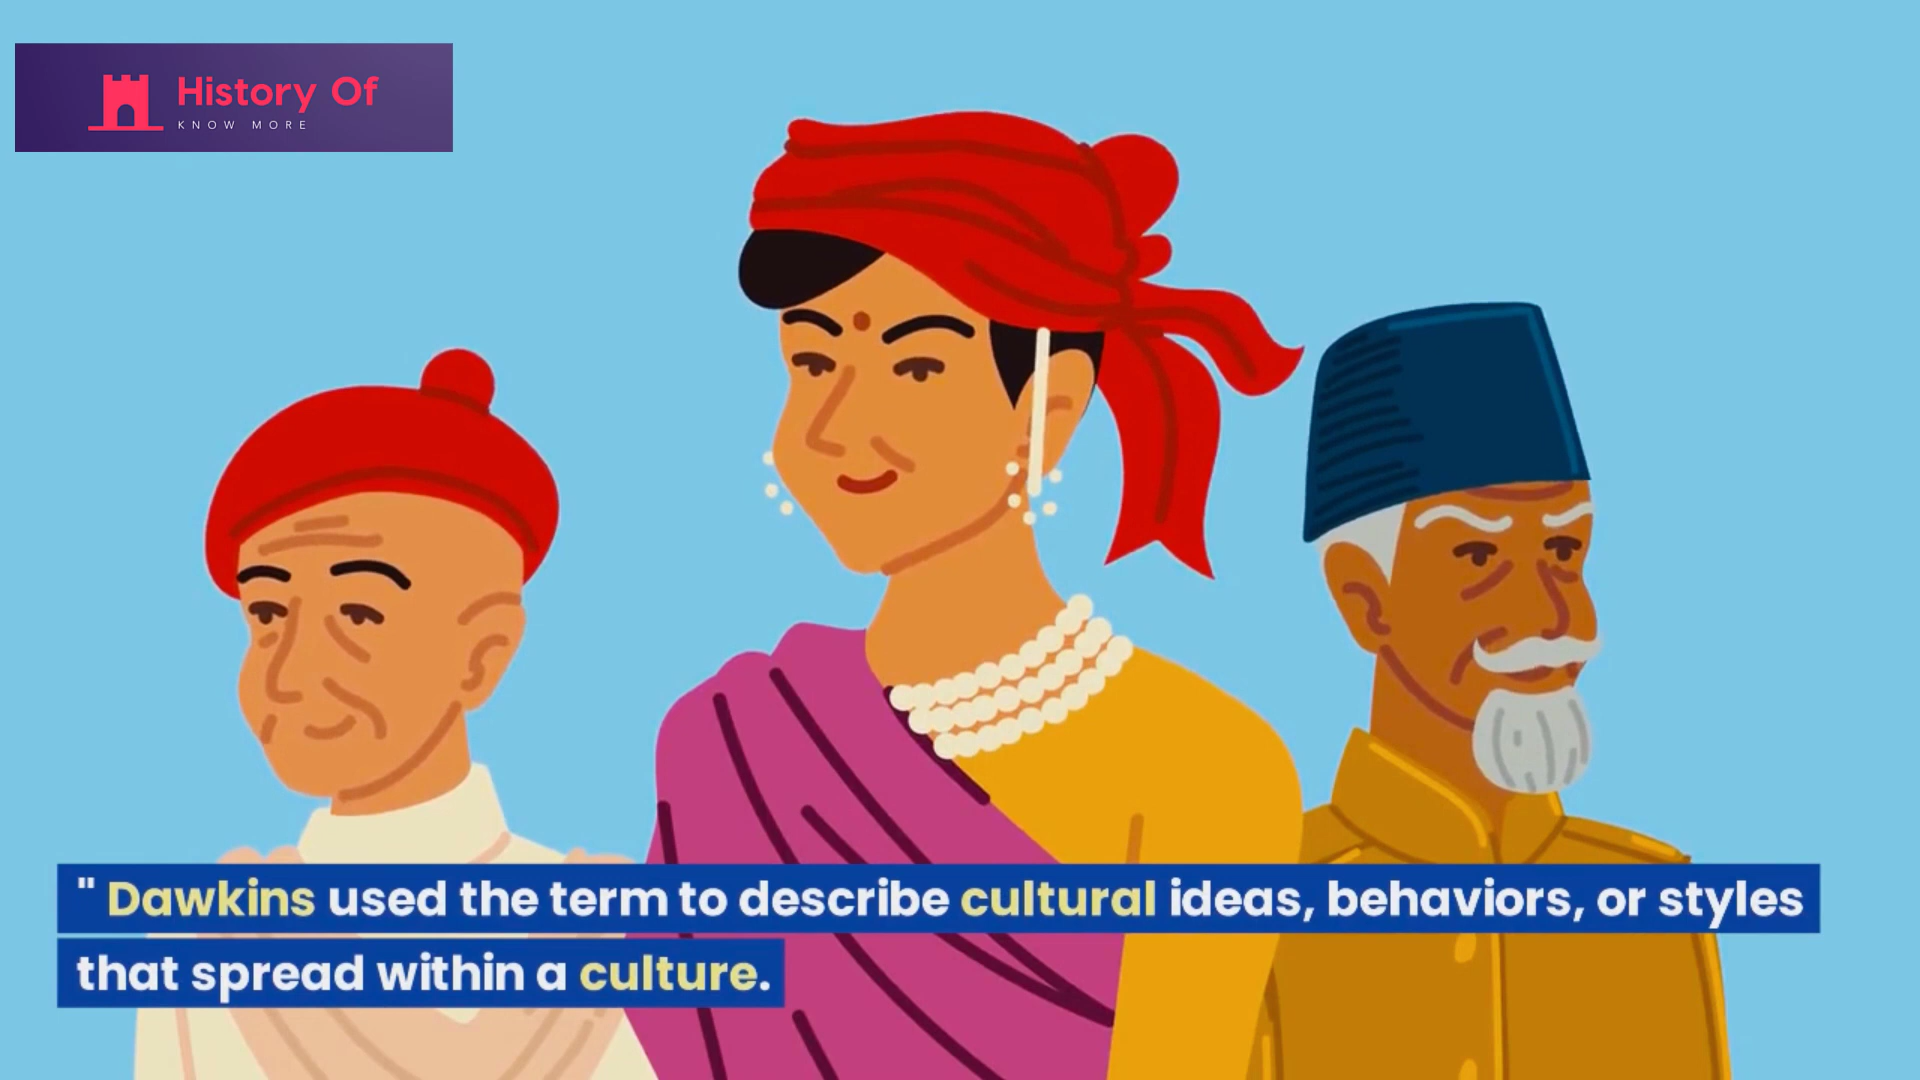 History Of
KNOW MORE
" Dawkins used the term to describe cultural ideas, behaviors, or styles
that spread within a culture.